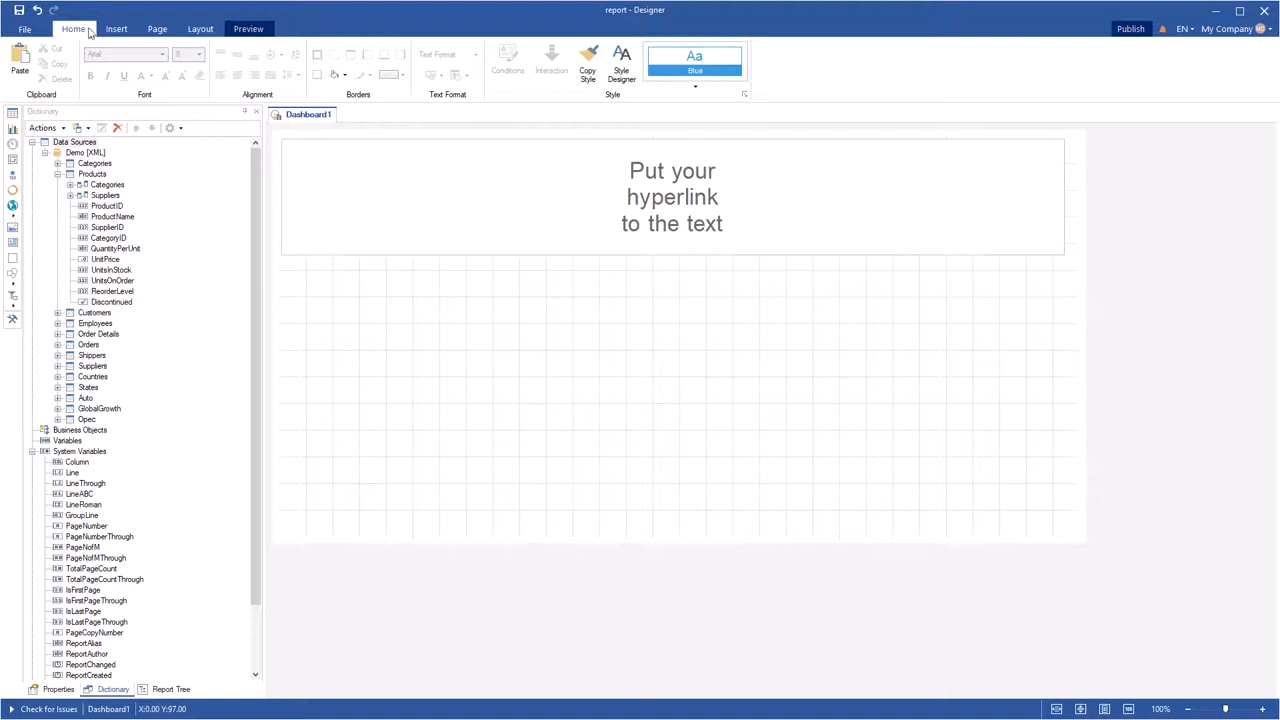 report - Designer
File Home Insert Page Layout Preview Publish EN My Company
Paste
Cut
Copy
Delete
Clipboard
Arial 8
Font
Alignment
Borders
Text Format
Text Format
Conditions
Interaction
Copy Style
Style Designer
Aa
Blue
Style
Dictionary
Dashboard1
Actions
Data Sources
Demo [XML]
Categories
Products
Categories
Suppliers
ProductID
ProductName
SupplierID
CategoryID
QuantityPerUnit
UnitPrice
UnitsInStock
UnitsOnOrder
ReorderLevel
Discontinued
Customers
Employees
Order Details
Orders
Shippers
Suppliers
Countries
States
Auto
GlobalGrowth
Opec
Business Objects
Variables
System Variables
Column
Line
LineThrough
LineABC
LineRoman
GroupLine
PageNumber
PageNumberThrough
PageNofM
PageNofMThrough
TotalPageCount
TotalPageCountThrough
IsFirstPage
IsFirstPageThrough
IsLastPage
IsLastPageThrough
PageCopyNumber
ReportAlias
ReportAuthor
ReportChanged
ReportCreated
Put your
hyperlink
to the text
Properties Dictionary Report Tree
Check for Issues Dashboard1 X:0.00 Y:97.00 100%